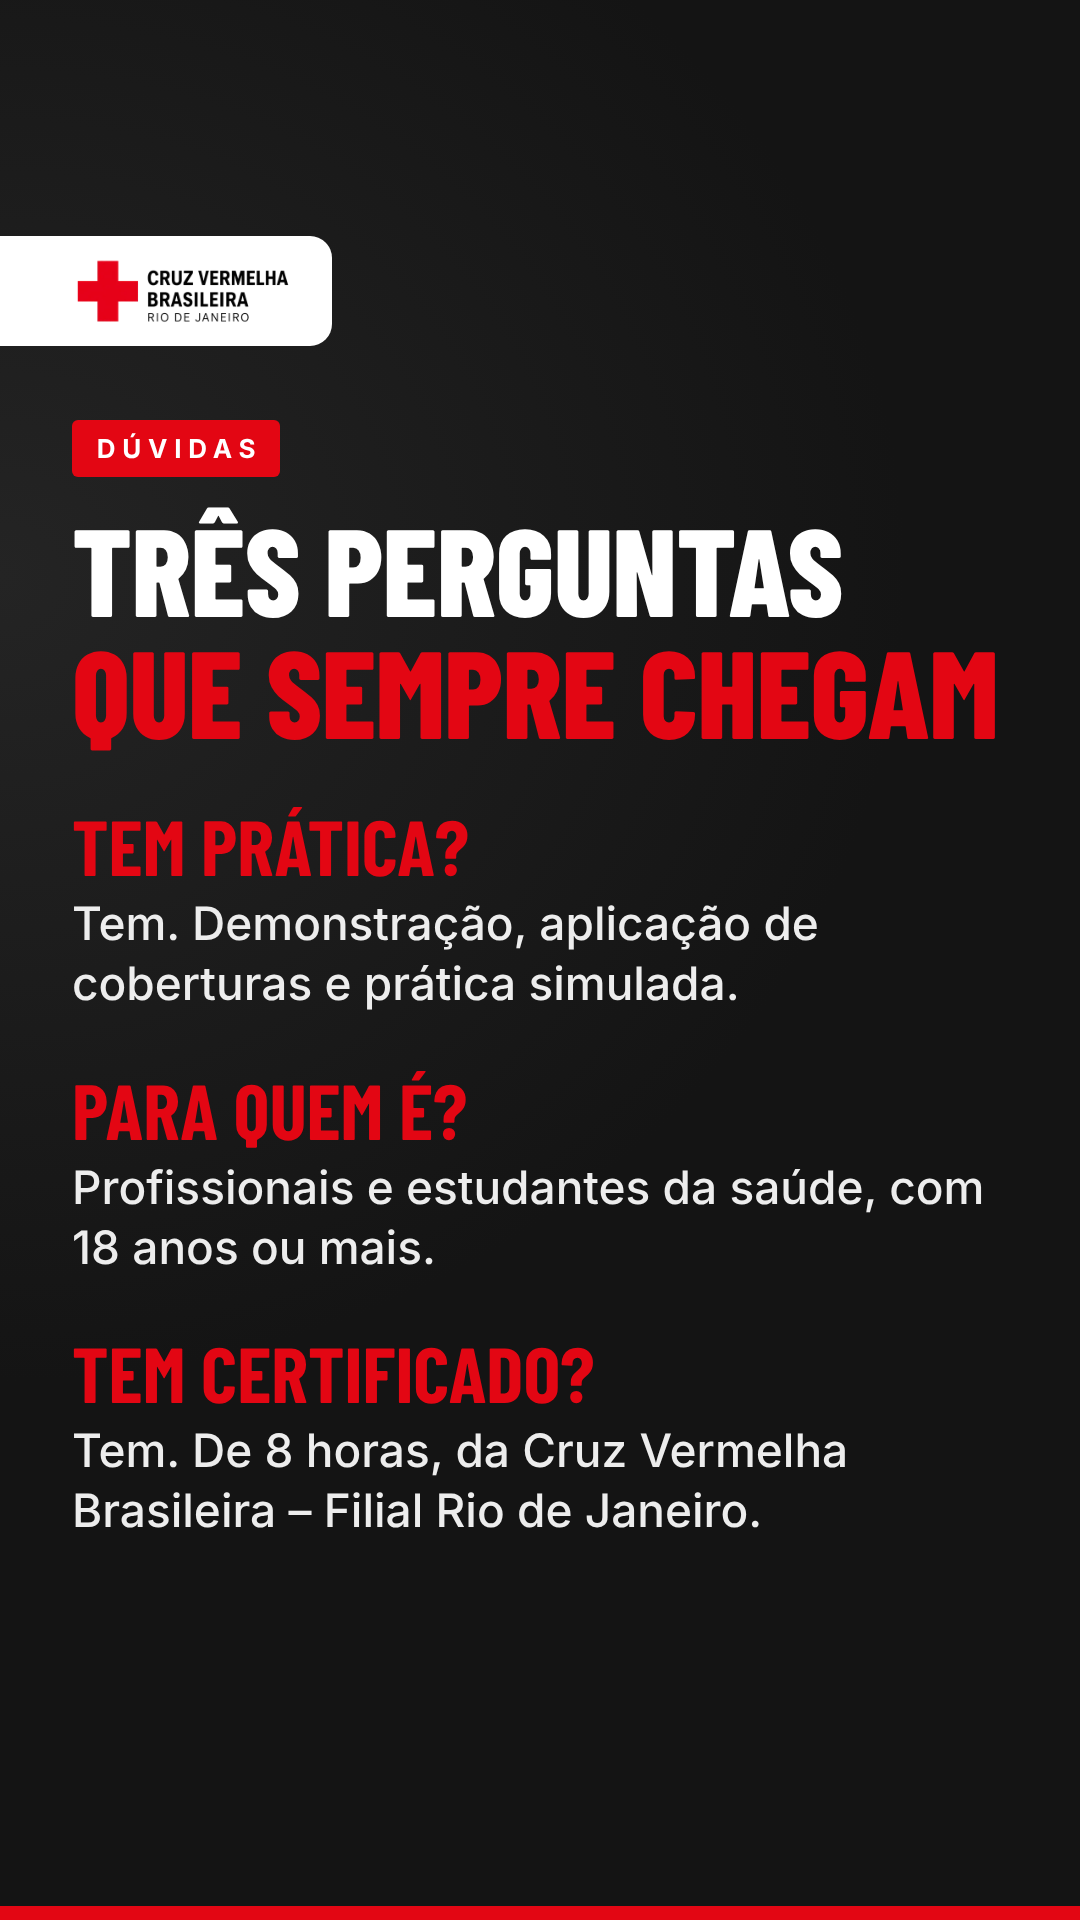 CRUZ VERMELHA
BRASILEIRA
RIO DE JANEIRO
DÚVIDAS
TRÊS PERGUNTAS
QUE SEMPRE CHEGAM
TEM PRÁTICA?
Tem. Demonstração, aplicação de
coberturas e prática simulada.
PARA QUEM É?
Profissionais e estudantes da saúde, com
18 anos ou mais.
TEM CERTIFICADO?
Tem. De 8 horas, da Cruz Vermelha
Brasileira – Filial Rio de Janeiro.